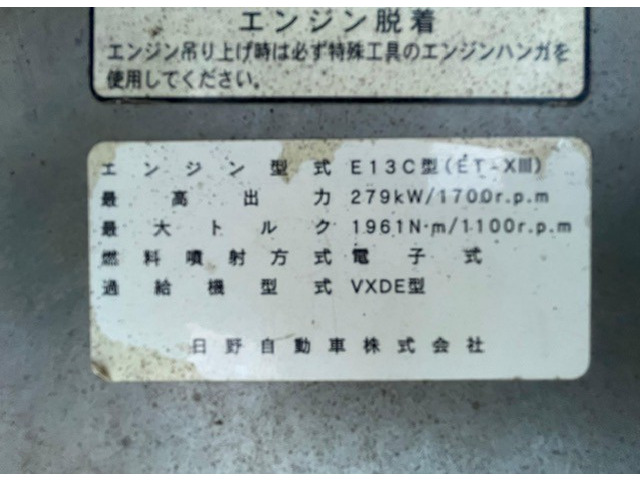 エンジン脱着
エンジン吊り上げ時は必ず特殊工具のエンジンハンガを
使用してください。
エンジン型式 E13C型(ET-XⅢ)
最高出力 279kW/1700r.p.m
最大トルク 1961N·m/1100r.p.m
燃料噴射方式 電子式
過給機型式 VXDE型
日野自動車株式会社